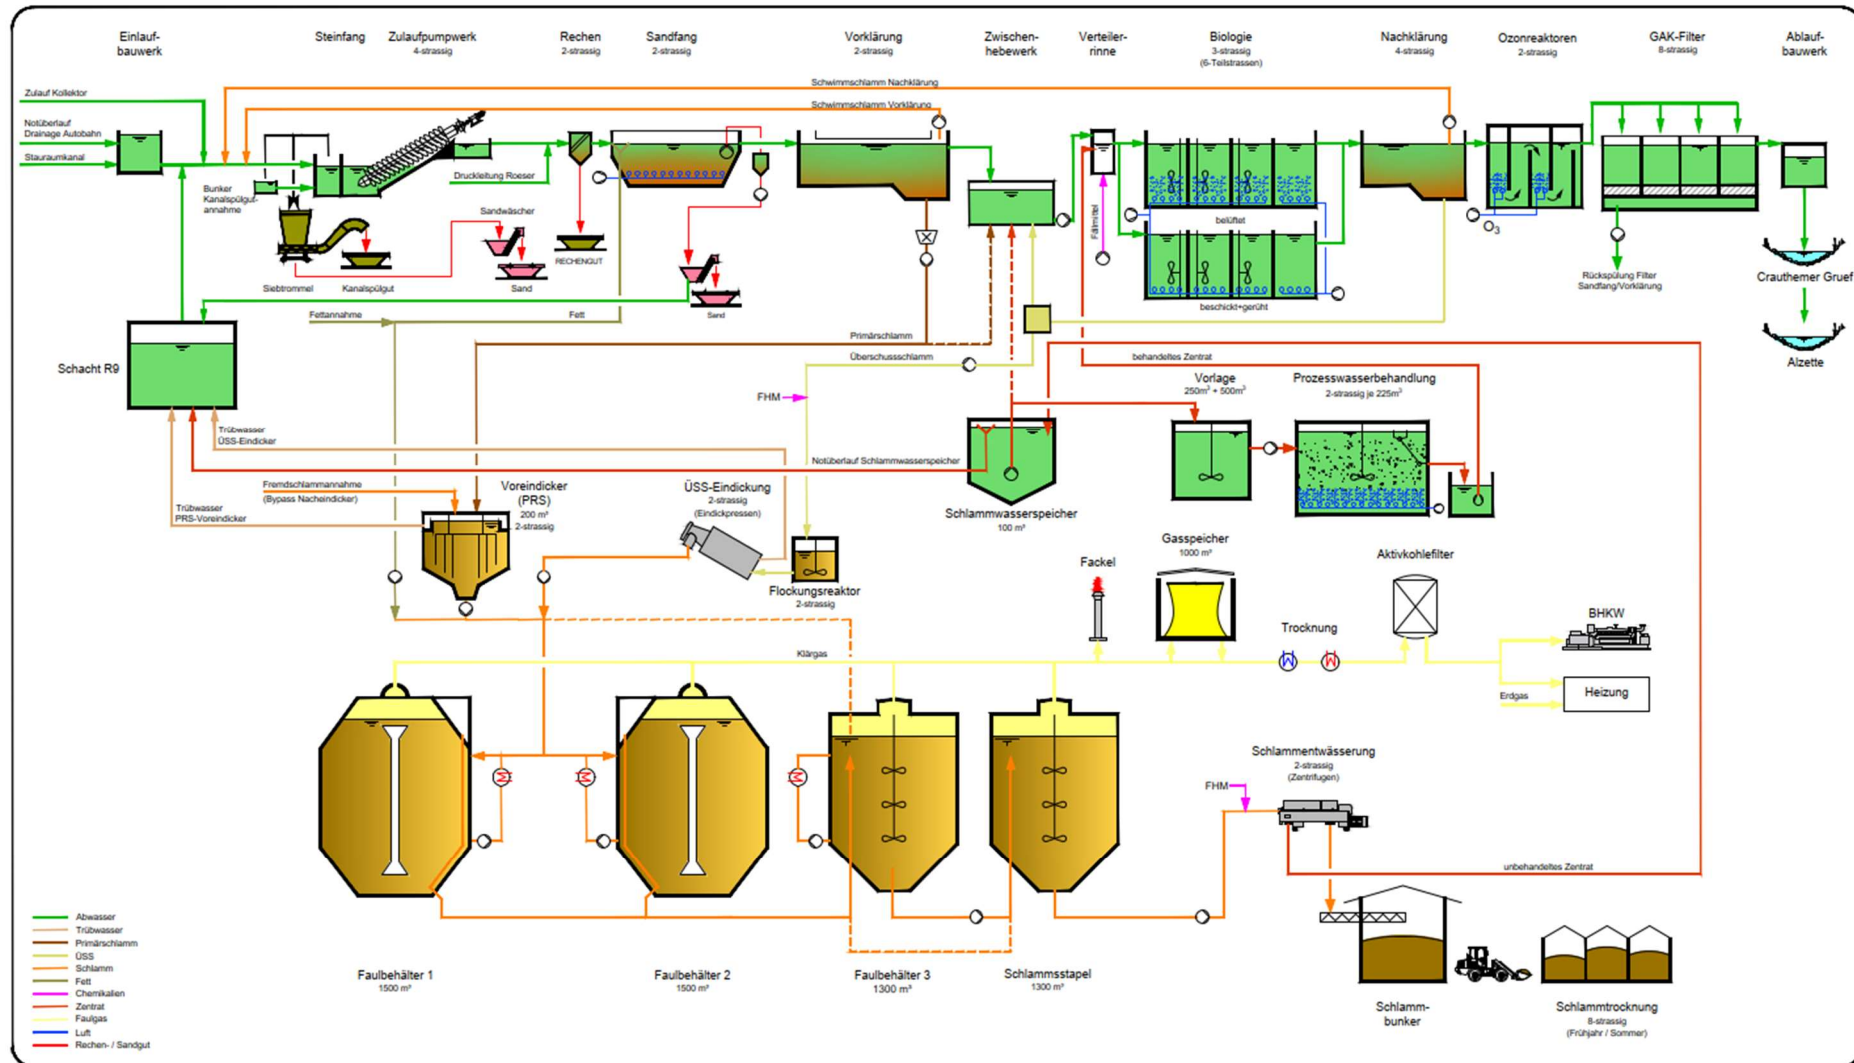 Einlauf-
bauwerk
Steinfang
Zulaufpumpwerk
4-strassig
Rechen
2-strassig
Sandfang
2-strassig
Vorklärung
2-strassig
Zwischen-
hebewerk
Verteiler-
rinne
Biologie
3-strassig
(6-Teilstrassen)
Nachklärung
4-strassig
Ozonreaktoren
2-strassig
GAK-Filter
8-strassig
Ablauf-
bauwerk
Schwimmschlamm Nachklärung
Schwimmschlamm Vorklärung
Zulauf Kollektor
Notüberlauf
Drainage Autobahn
Stauraumkanal
Bunker
Kanalspülgut-
annahme
Druckleitung Roeser
Sandwäscher
Siebtrommel
Kanalspülgut
Sand
RECHENGUT
Sand
Fällmittel
belüftet
beschickt+gerüht
O3
Rückspülung Filter
Sandfang/Vorklärung
Crauthemer Gruef
Alzette
Fettannahme
Fett
Primärschlamm
Überschussschlamm
behandeltes Zentrat
Schacht R9
FHM
Vorlage
250m³ + 500m³
Prozesswasserbehandlung
2-strassig je 225m³
Trübwasser
ÜSS-Eindicker
Notüberlauf Schlammwasserspeicher
Fremdschlammannahme
(Bypass Nacheindicker)
Trübwasser
PRS-Voreindicker
Voreindicker
(PRS)
200 m³
2-strassig
ÜSS-Eindickung
2-strassig
(Eindickpressen)
Schlammwasserspeicher
100 m³
Flockungsreaktor
2-strassig
Fackel
Gasspeicher
1000 m³
Aktivkohlefilter
Trocknung
BHKW
Klärgas
Erdgas
Heizung
Schlammentwässerung
2-strassig
(Zentrifugen)
FHM
unbehandeltes Zentrat
Abwasser
Trübwasser
Primärschlamm
ÜSS
Schlamm
Fett
Chemikalien
Zentrat
Faulgas
Luft
Rechen- / Sandgut
Faulbehälter 1
1500 m³
Faulbehälter 2
1500 m³
Faulbehälter 3
1300 m³
Schlammsstapel
1300 m³
Schlamm-
bunker
Schlammtrocknung
8-strassig
(Frühjahr / Sommer)